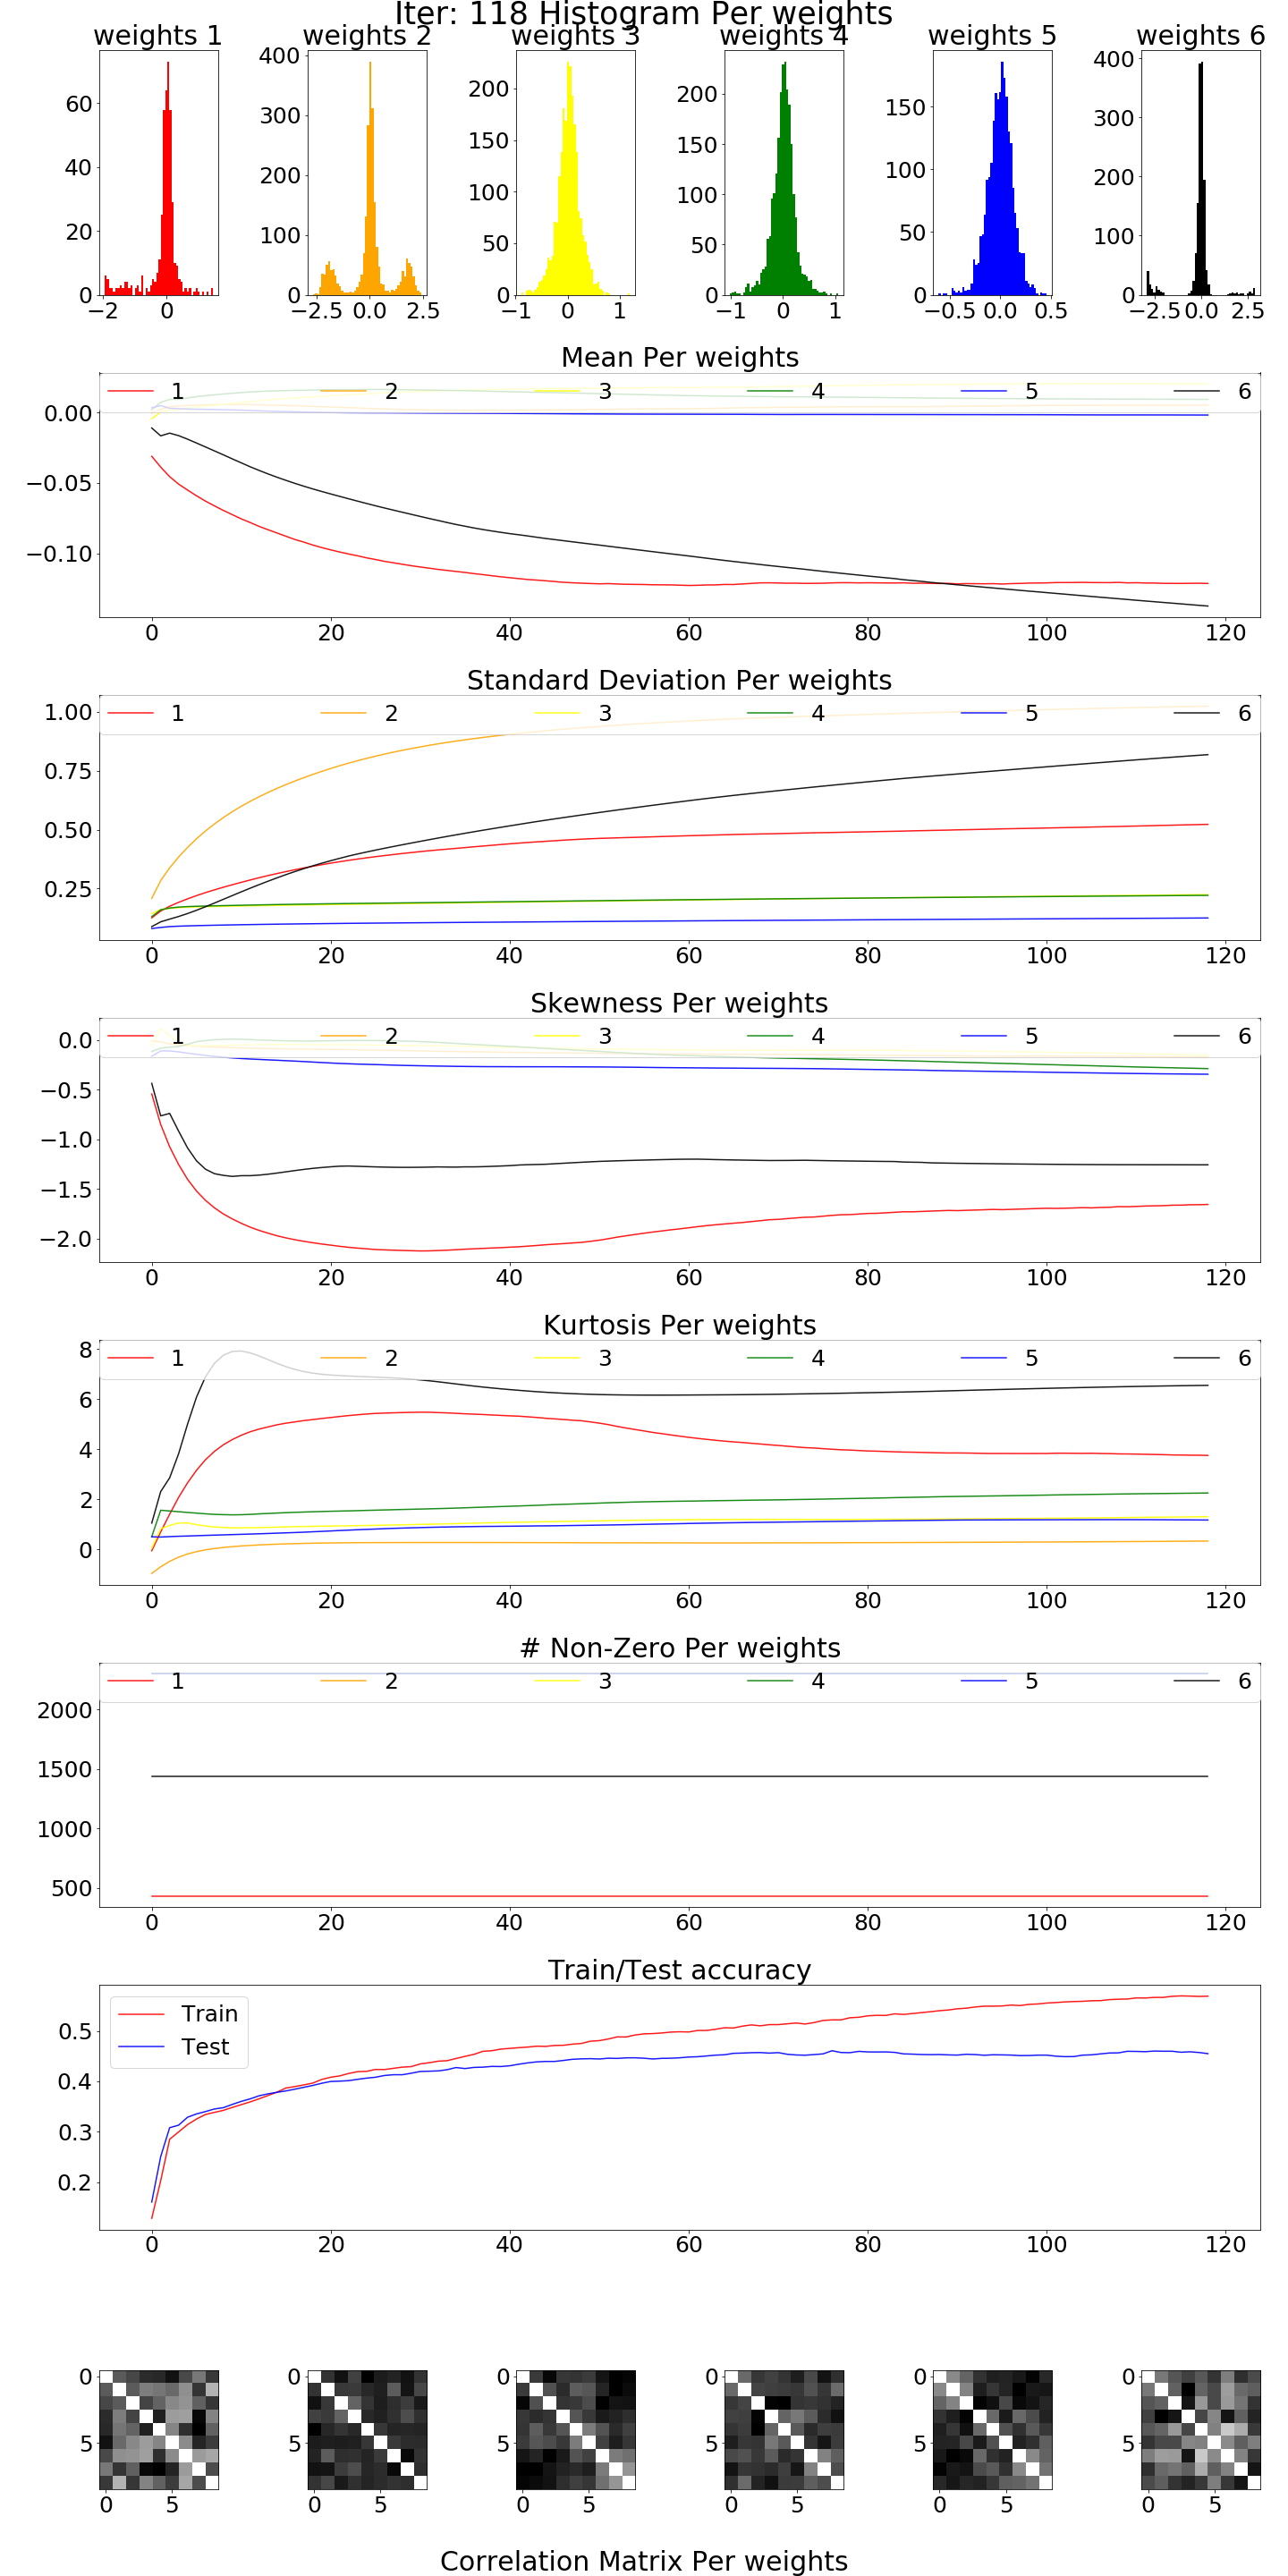 Iter: 118 Histogram Per weights
weights 1 weights 2 weights 3 weights 4 weights 5 weights 6
60
40
20
0
−2 0
400
300
200
100
0
−2.5 0.0 2.5
200
150
100
50
0
−1 0 1
200
150
100
50
0
−1 0 1
150
100
50
0
−0.5 0.0 0.5
400
300
200
100
0
−2.5 0.0 2.5
Mean Per weights
1 2 3 4 5 6
0.00
−0.05
−0.10
0 20 40 60 80 100 120
Standard Deviation Per weights
1 2 3 4 5 6
1.00
0.75
0.50
0.25
0 20 40 60 80 100 120
Skewness Per weights
1 2 3 4 5 6
0.0
−0.5
−1.0
−1.5
−2.0
0 20 40 60 80 100 120
Kurtosis Per weights
1 2 3 4 5 6
8
6
4
2
0
0 20 40 60 80 100 120
# Non-Zero Per weights
1 2 3 4 5 6
2000
1500
1000
500
0 20 40 60 80 100 120
Train/Test accuracy
Train
Test
0.5
0.4
0.3
0.2
0 20 40 60 80 100 120
0 0 0 0 0 0
5 5 5 5 5 5
0 5 0 5 0 5 0 5 0 5 0 5
Correlation Matrix Per weights